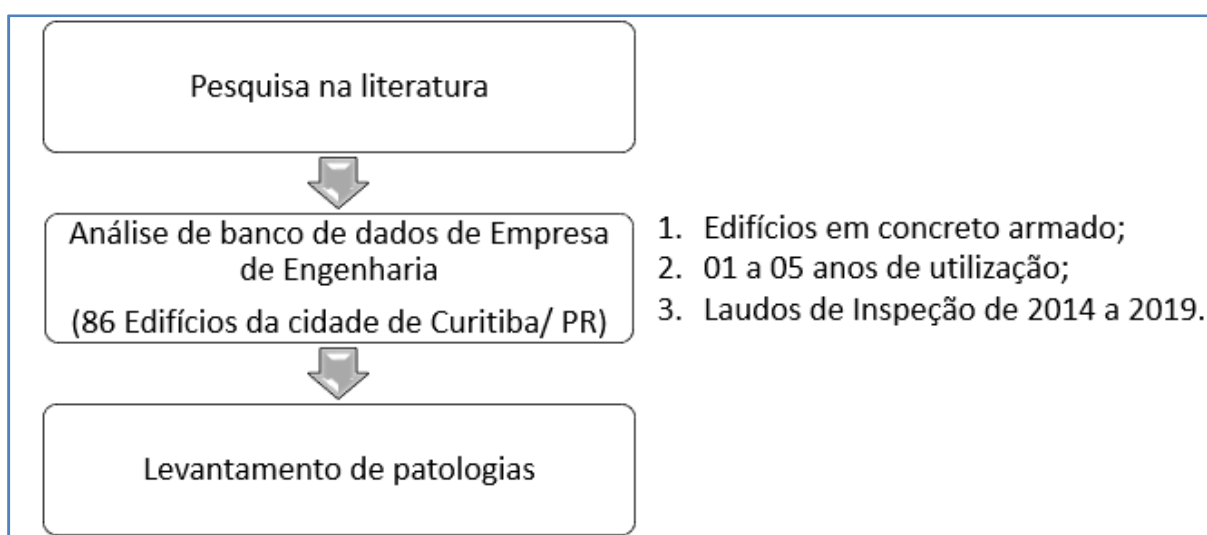 Pesquisa na literatura
Análise de banco de dados de Empresa
de Engenharia
(86 Edifícios da cidade de Curitiba/ PR)
1. Edifícios em concreto armado;
2. 01 a 05 anos de utilização;
3. Laudos de Inspeção de 2014 a 2019.
Levantamento de patologias